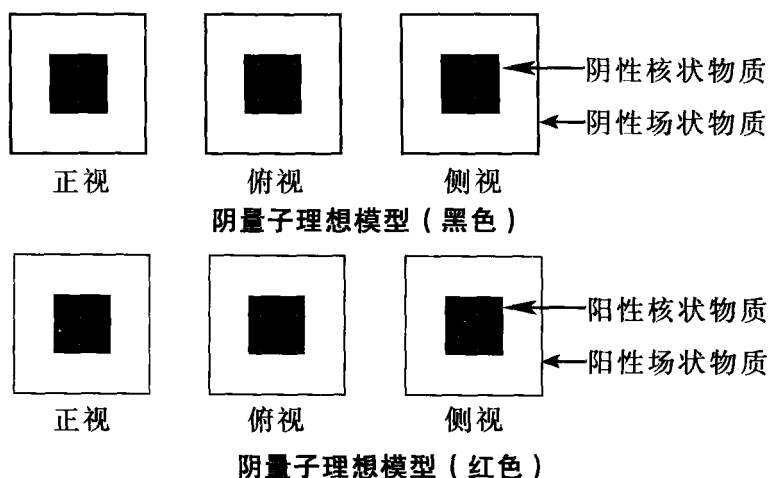 阴性核状物质
阴性场状物质
正视 俯视 侧视
阴量子理想模型（黑色）
阳性核状物质
阳性场状物质
正视 俯视 侧视
阴量子理想模型（红色）